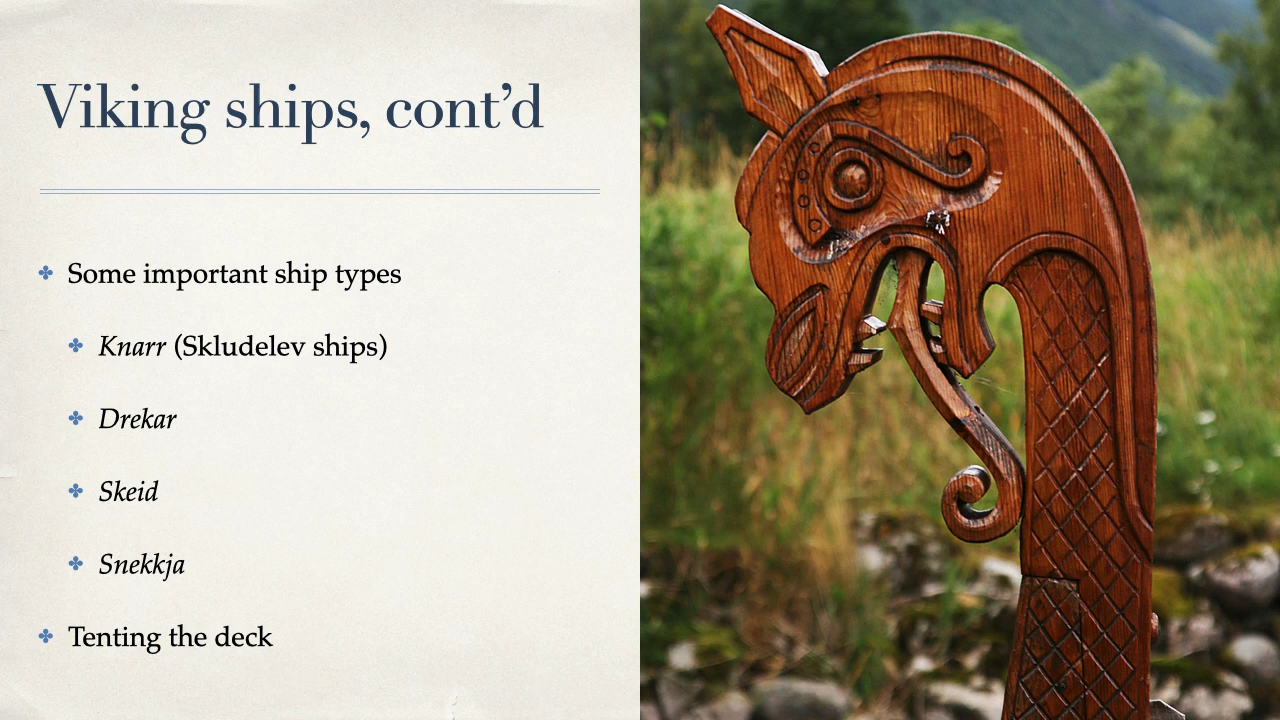 Viking ships, cont’d
Some important ship types
Knarr (Skludelev ships)
Drekar
Skeid
Snekkja
Tenting the deck